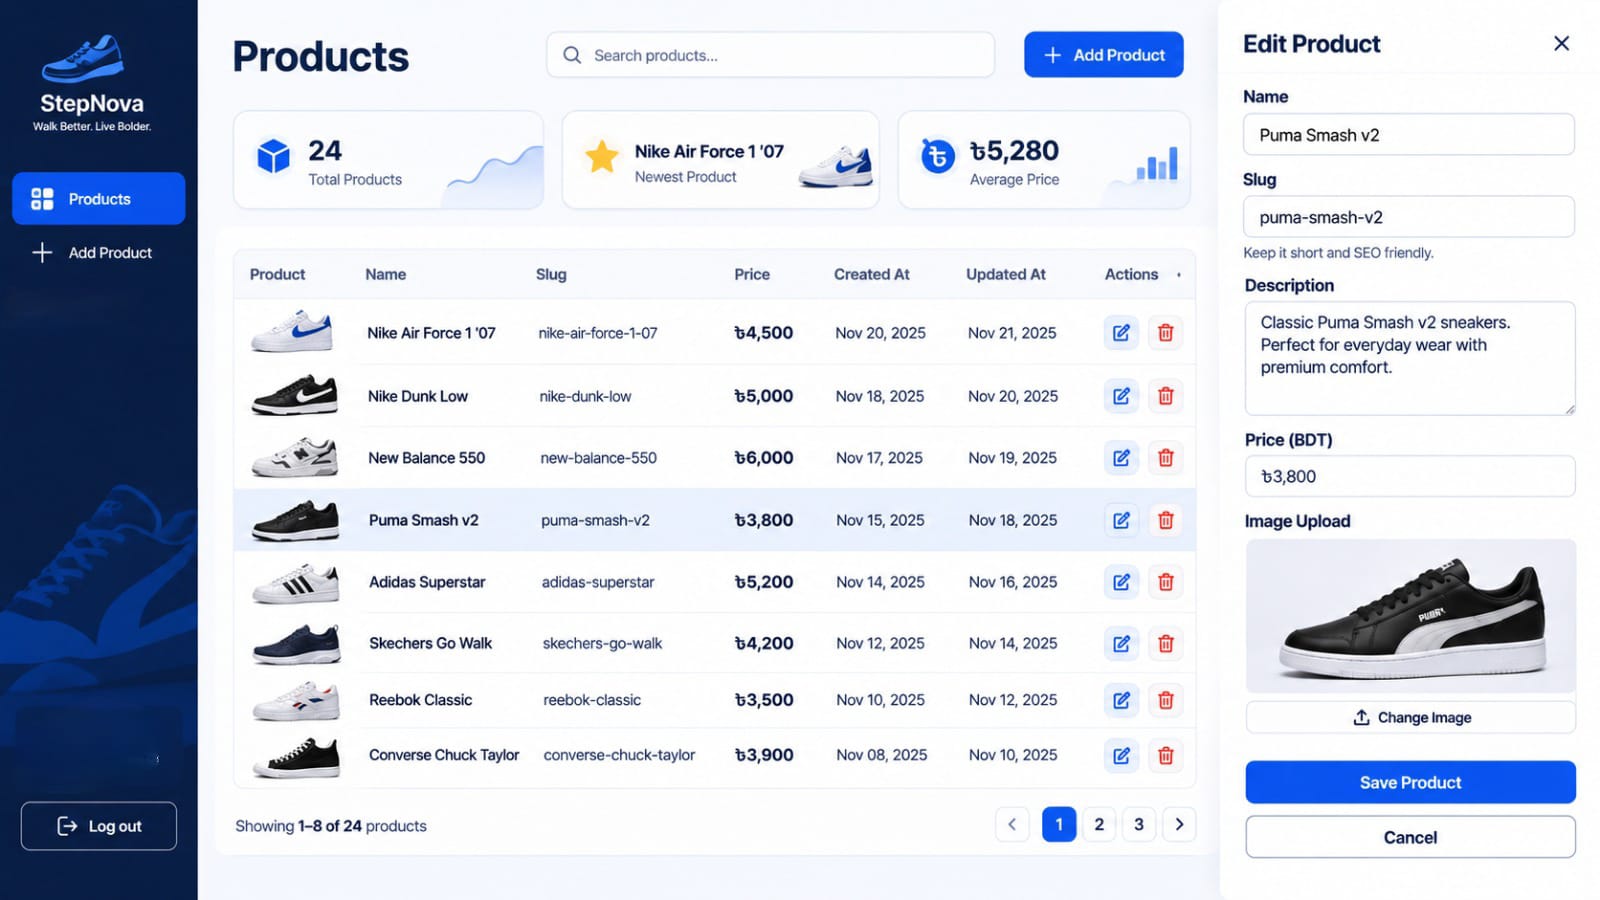 StepNova
Walk Better. Live Bolder.
Products
Add Product
Log out
Products
Search products...
Add Product
24
Total Products
Nike Air Force 1 '07
Newest Product
৳5,280
Average Price
Product Name Slug Price Created At Updated At Actions
Nike Air Force 1 '07 nike-air-force-1-07 ৳4,500 Nov 20, 2025 Nov 21, 2025
Nike Dunk Low nike-dunk-low ৳5,000 Nov 18, 2025 Nov 20, 2025
New Balance 550 new-balance-550 ৳6,000 Nov 17, 2025 Nov 19, 2025
Puma Smash v2 puma-smash-v2 ৳3,800 Nov 15, 2025 Nov 18, 2025
Adidas Superstar adidas-superstar ৳5,200 Nov 14, 2025 Nov 16, 2025
Skechers Go Walk skechers-go-walk ৳4,200 Nov 12, 2025 Nov 14, 2025
Reebok Classic reebok-classic ৳3,500 Nov 10, 2025 Nov 12, 2025
Converse Chuck Taylor converse-chuck-taylor ৳3,900 Nov 08, 2025 Nov 10, 2025
Showing 1–8 of 24 products
1 2 3
Edit Product
Name
Puma Smash v2
Slug
puma-smash-v2
Keep it short and SEO friendly.
Description
Classic Puma Smash v2 sneakers.
Perfect for everyday wear with
premium comfort.
Price (BDT)
৳3,800
Image Upload
Change Image
Save Product
Cancel